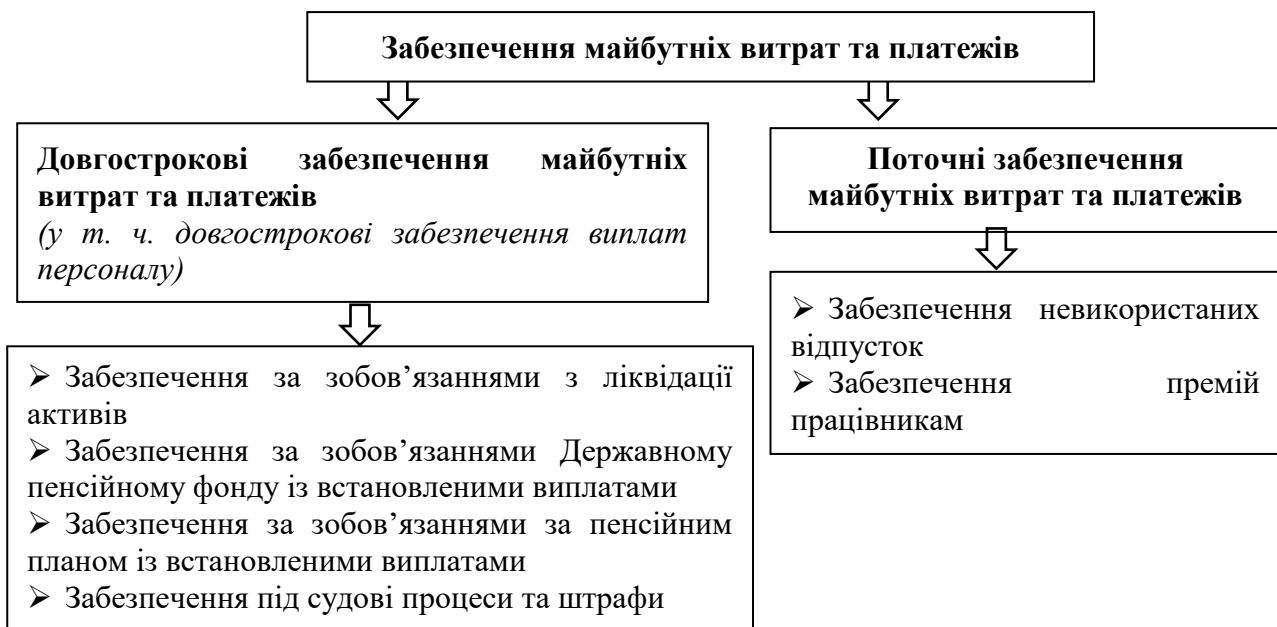 Забезпечення майбутніх витрат та платежів
Довгострокові забезпечення майбутніх
витрат та платежів
(у т. ч. довгострокові забезпечення виплат
персоналу)
➢ Забезпечення за зобов’язаннями з ліквідації
активів
➢ Забезпечення за зобов’язаннями Державному
пенсійному фонду із встановленими виплатами
➢ Забезпечення за зобов’язаннями за пенсійним
планом із встановленими виплатами
➢ Забезпечення під судові процеси та штрафи
Поточні забезпечення
майбутніх витрат та платежів
➢ Забезпечення невикористаних
відпусток
➢ Забезпечення премій
працівникам